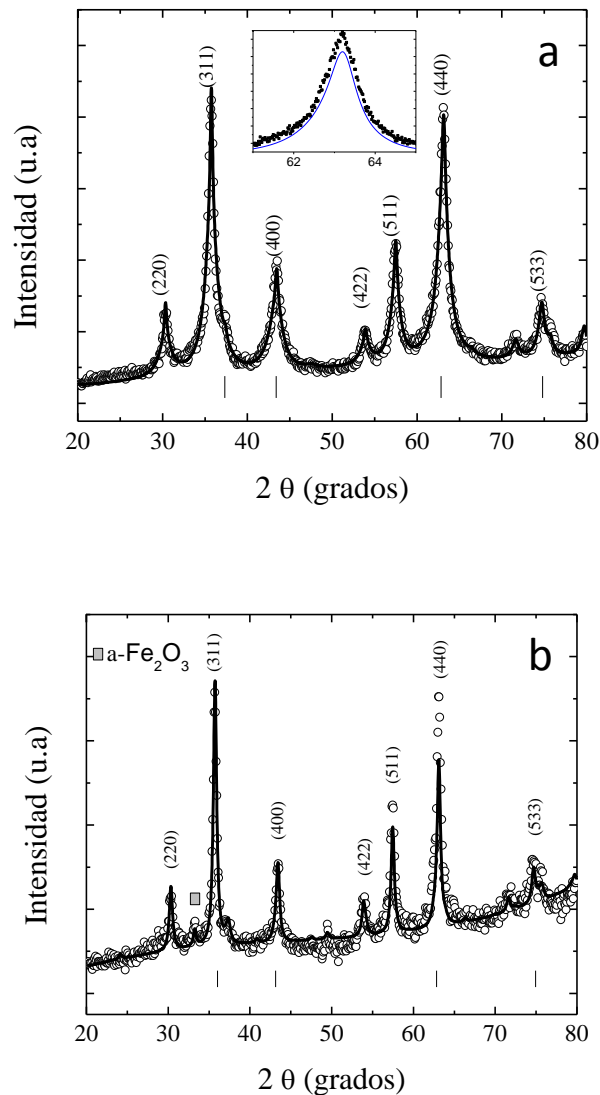 a
(311)
(440)
(400)
(511)
(220)
(422)
(533)
62 64
Intensidad (u.a)
20 30 40 50 60 70 80
2 θ (grados)
b
a-Fe2O3
(311)
(440)
(511)
(220)
(400)
(422)
(533)
Intensidad (u.a)
20 30 40 50 60 70 80
2 θ (grados)